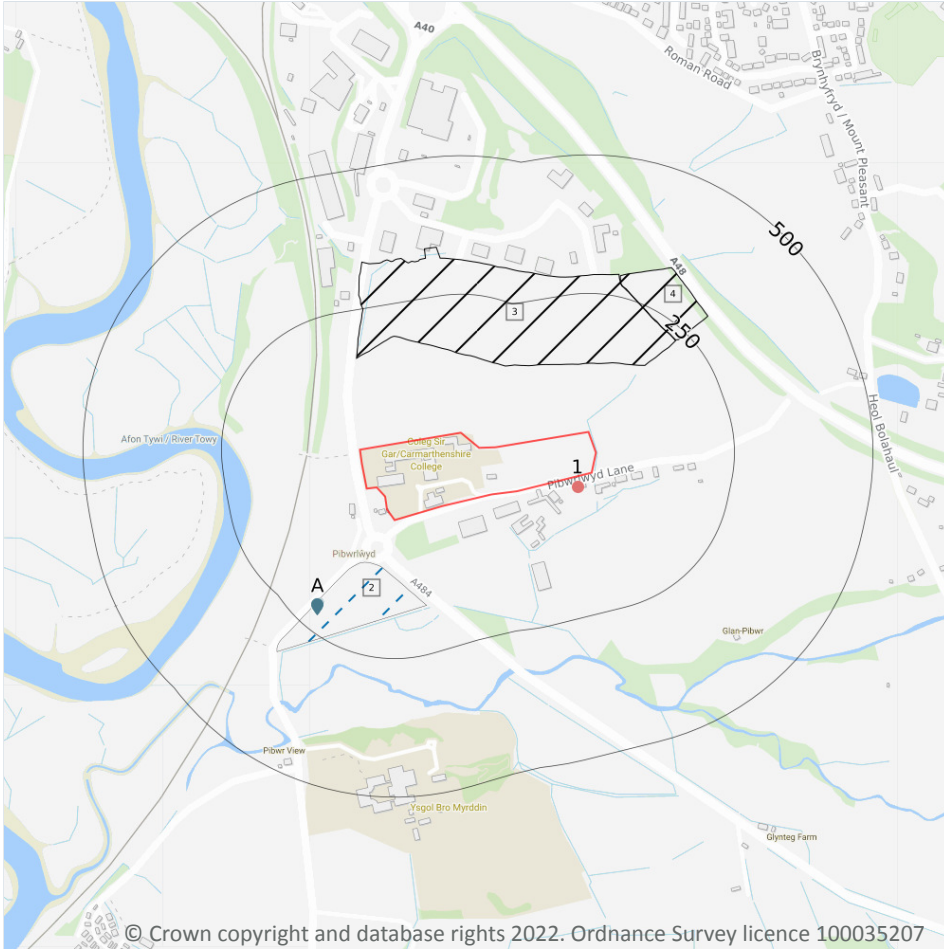 A40
Roman Road
Brynhyfryd / Mount Pleasant
500
A48
4
3
250
Heol Bolahaul
Afon Tywi / River Towy
Coleg Sir
Gar/Carmarthenshire
College
1
Pibwrlwyd Lane
Pibwrlwyd
A
2
A484
Glan-Pibwr
Pibwr View
Ysgol Bro Myrddin
Glynteg Farm
© Crown copyright and database rights 2022. Ordnance Survey licence 100035207